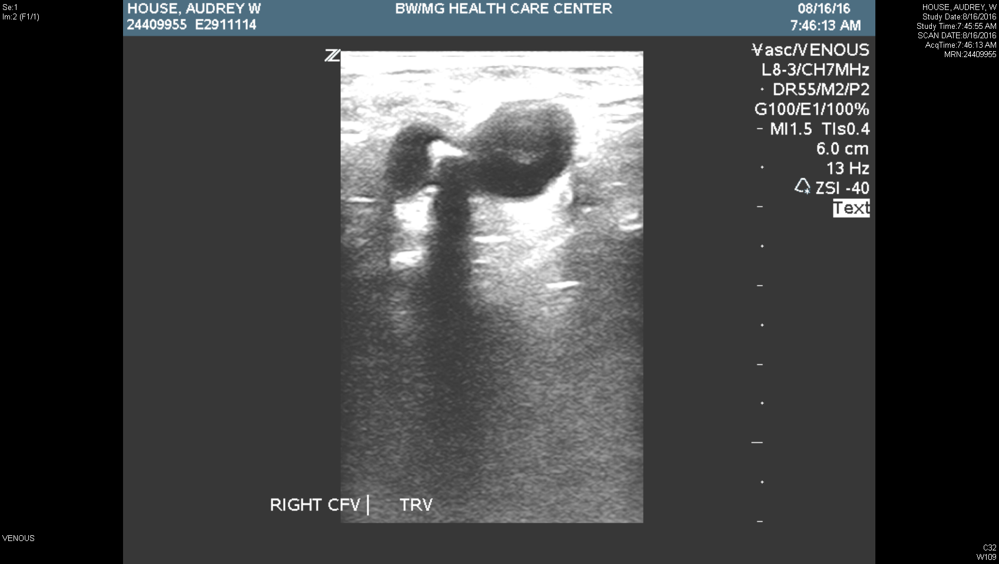 Se:1
Im:2 (F1/1)
HOUSE, AUDREY W
24409955 E2911114
BW/MG HEALTH CARE CENTER
08/16/16
7:46:13 AM
HOUSE, AUDREY, W
Study Date:8/16/2016
Study Time:7:45:55 AM
SCAN DATE:8/16/2016
AcqTime:7:46:13 AM
MRN:24409955
Z
Vasc/VENOUS
L8-3/CH7MHz
DR55/M2/P2
G100/E1/100%
MI1.5 TIs0.4
6.0 cm
13 Hz
ZSI -40
Text
RIGHT CFV TRV
VENOUS
C32
W109